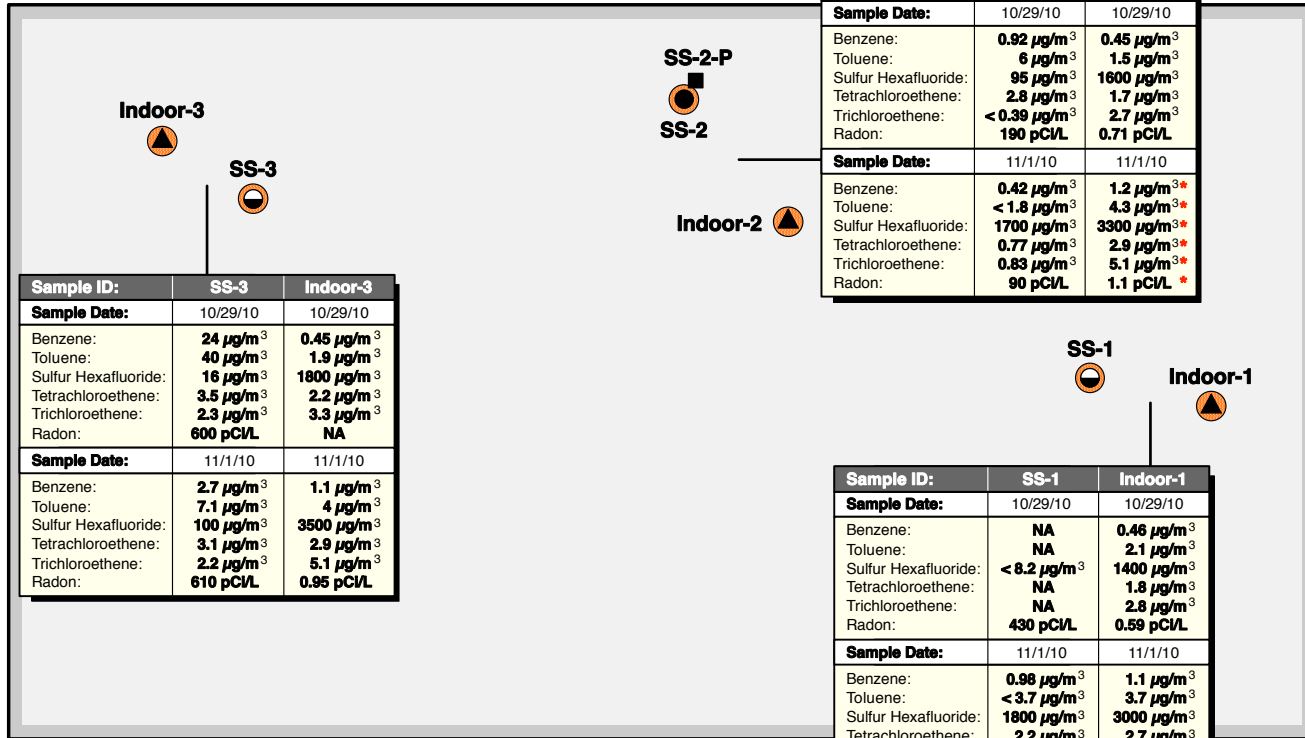 Sample Date: 10/29/10 10/29/10
Benzene: 0.92 µg/m3 0.45 µg/m3
Toluene: 6 µg/m3 1.5 µg/m3
Sulfur Hexafluoride: 95 µg/m3 1600 µg/m3
Tetrachloroethene: 2.8 µg/m3 1.7 µg/m3
Trichloroethene: < 0.39 µg/m3 2.7 µg/m3
Radon: 190 pCi/L 0.71 pCi/L
Sample Date: 11/1/10 11/1/10
Benzene: 0.42 µg/m3 1.2 µg/m3*
Toluene: < 1.8 µg/m3 4.3 µg/m3*
Sulfur Hexafluoride: 1700 µg/m3 3300 µg/m3*
Tetrachloroethene: 0.77 µg/m3 2.9 µg/m3*
Trichloroethene: 0.83 µg/m3 5.1 µg/m3*
Radon: 90 pCi/L 1.1 pCi/L *
SS-2-P
SS-2
Indoor-2
Indoor-3
SS-3
Sample ID: SS-3 Indoor-3
Sample Date: 10/29/10 10/29/10
Benzene: 24 µg/m3 0.45 µg/m3
Toluene: 40 µg/m3 1.9 µg/m3
Sulfur Hexafluoride: 16 µg/m3 1800 µg/m3
Tetrachloroethene: 3.5 µg/m3 2.2 µg/m3
Trichloroethene: 2.3 µg/m3 3.3 µg/m3
Radon: 600 pCi/L NA
Sample Date: 11/1/10 11/1/10
Benzene: 2.7 µg/m3 1.1 µg/m3
Toluene: 7.1 µg/m3 4 µg/m3
Sulfur Hexafluoride: 100 µg/m3 3500 µg/m3
Tetrachloroethene: 3.1 µg/m3 2.9 µg/m3
Trichloroethene: 2.2 µg/m3 5.1 µg/m3
Radon: 610 pCi/L 0.95 pCi/L
SS-1
Indoor-1
Sample ID: SS-1 Indoor-1
Sample Date: 10/29/10 10/29/10
Benzene: NA 0.46 µg/m3
Toluene: NA 2.1 µg/m3
Sulfur Hexafluoride: < 8.2 µg/m3 1400 µg/m3
Tetrachloroethene: NA 1.8 µg/m3
Trichloroethene: NA 2.8 µg/m3
Radon: 430 pCi/L 0.59 pCi/L
Sample Date: 11/1/10 11/1/10
Benzene: 0.98 µg/m3 1.1 µg/m3
Toluene: < 3.7 µg/m3 3.7 µg/m3
Sulfur Hexafluoride: 1800 µg/m3 3000 µg/m3
Tetrachloroethene: 2.2 µg/m3 2.7 µg/m3